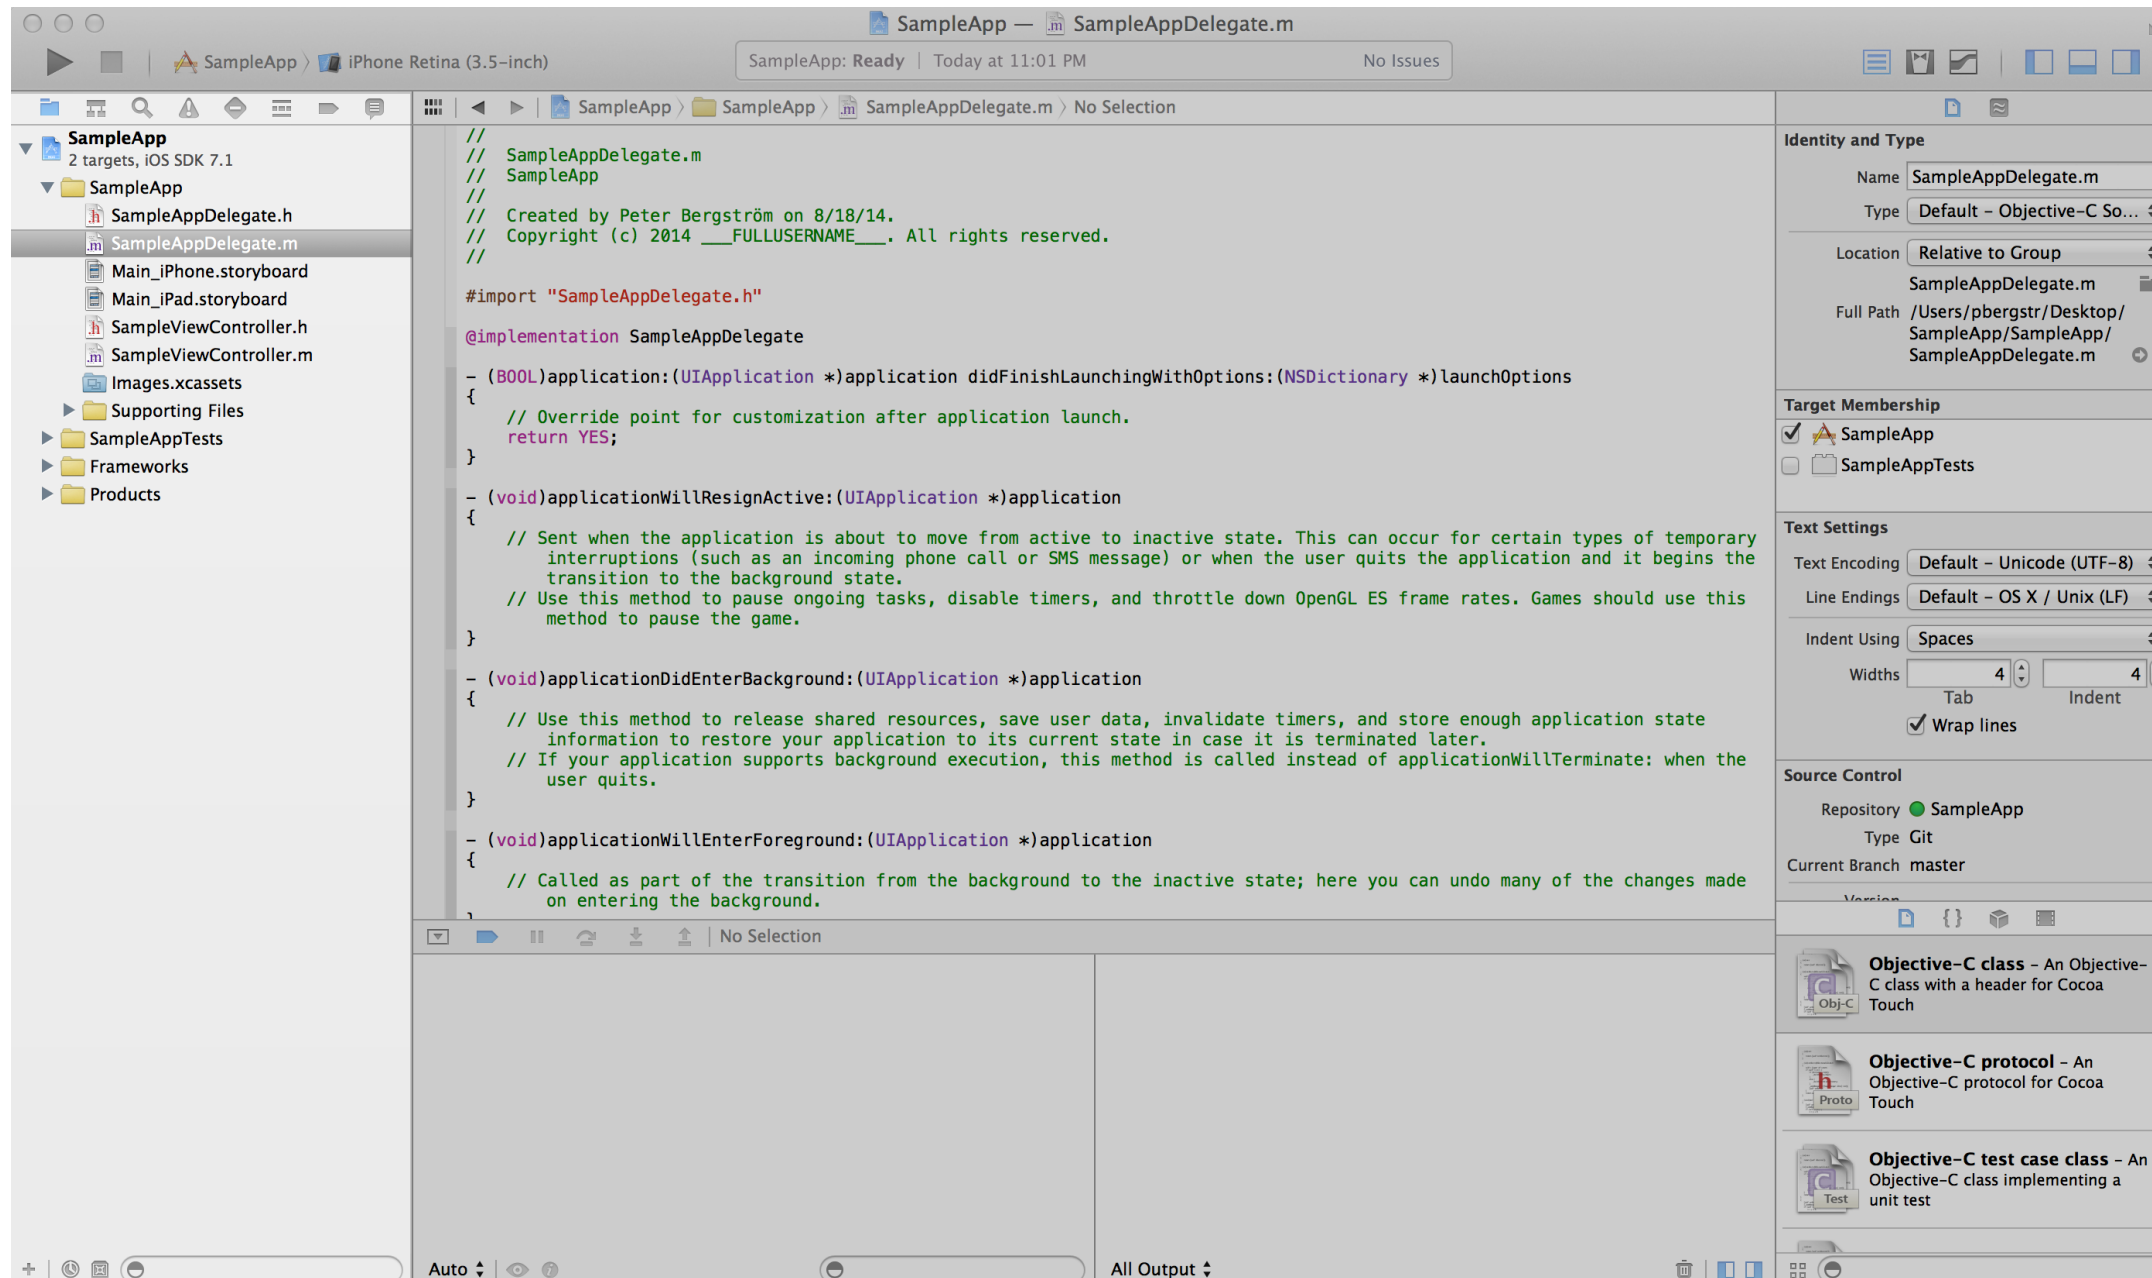 SampleApp — SampleAppDelegate.m
SampleApp iPhone Retina (3.5-inch)
SampleApp: Ready | Today at 11:01 PM No Issues
SampleApp
2 targets, iOS SDK 7.1
SampleApp
SampleAppDelegate.h
SampleAppDelegate.m
Main_iPhone.storyboard
Main_iPad.storyboard
SampleViewController.h
SampleViewController.m
Images.xcassets
Supporting Files
SampleAppTests
Frameworks
Products
SampleApp SampleApp SampleAppDelegate.m No Selection
//
// SampleAppDelegate.m
// SampleApp
//
// Created by Peter Bergström on 8/18/14.
// Copyright (c) 2014 ___FULLUSERNAME___. All rights reserved.
//
#import "SampleAppDelegate.h"
@implementation SampleAppDelegate
- (BOOL)application:(UIApplication *)application didFinishLaunchingWithOptions:(NSDictionary *)launchOptions
{
// Override point for customization after application launch.
return YES;
}
- (void)applicationWillResignActive:(UIApplication *)application
{
// Sent when the application is about to move from active to inactive state. This can occur for certain types of temporary
interruptions (such as an incoming phone call or SMS message) or when the user quits the application and it begins the
transition to the background state.
// Use this method to pause ongoing tasks, disable timers, and throttle down OpenGL ES frame rates. Games should use this
method to pause the game.
}
- (void)applicationDidEnterBackground:(UIApplication *)application
{
// Use this method to release shared resources, save user data, invalidate timers, and store enough application state
information to restore your application to its current state in case it is terminated later.
// If your application supports background execution, this method is called instead of applicationWillTerminate: when the
user quits.
}
- (void)applicationWillEnterForeground:(UIApplication *)application
{
// Called as part of the transition from the background to the inactive state; here you can undo many of the changes made
on entering the background.
}
No Selection
Auto
All Output
Identity and Type
Name SampleAppDelegate.m
Type Default - Objective-C So...
Location Relative to Group
SampleAppDelegate.m
Full Path /Users/pbergstr/Desktop/
SampleApp/SampleApp/
SampleAppDelegate.m
Target Membership
SampleApp
SampleAppTests
Text Settings
Text Encoding Default - Unicode (UTF-8)
Line Endings Default - OS X / Unix (LF)
Indent Using Spaces
Widths 4 4
Tab Indent
Wrap lines
Source Control
Repository SampleApp
Type Git
Current Branch master
Version
{ }
Objective-C class - An Objective-
C class with a header for Cocoa
Touch
Obj-C
Objective-C protocol - An
Objective-C protocol for Cocoa
Touch
h
Proto
Objective-C test case class - An
Objective-C class implementing a
unit test
Test